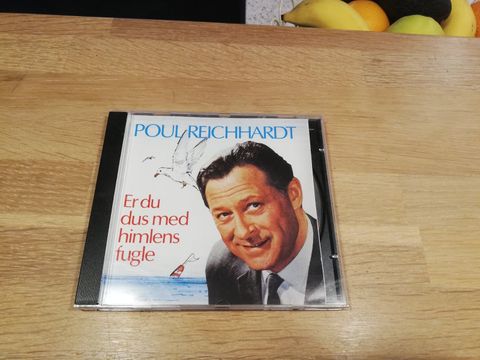 POUL REICHHARDT
Er du
dus med
himlens
fugle